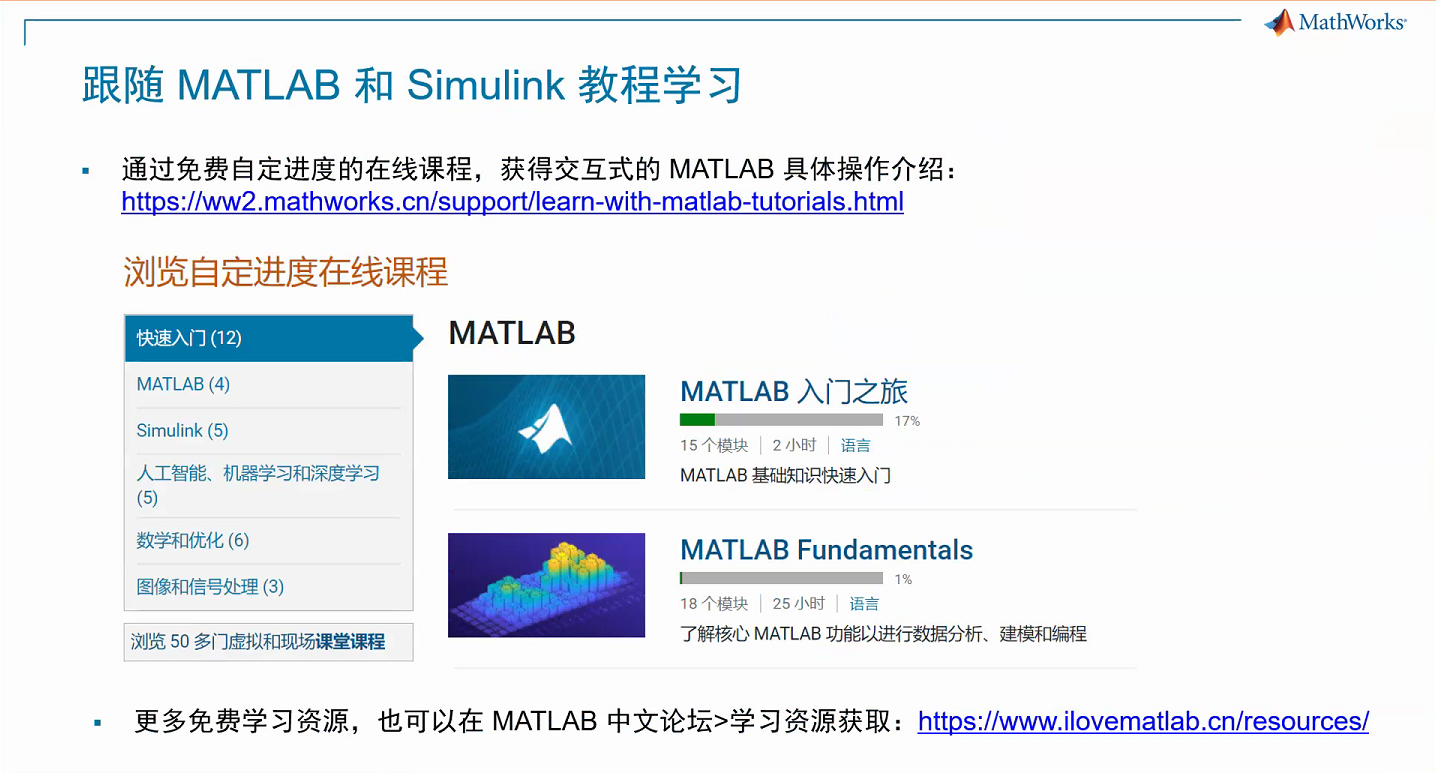 MathWorks®
跟随 MATLAB 和 Simulink 教程学习
▪ 通过免费自定进度的在线课程，获得交互式的 MATLAB 具体操作介绍：
https://ww2.mathworks.cn/support/learn-with-matlab-tutorials.html
浏览自定进度在线课程
快速入门 (12)
MATLAB (4)
Simulink (5)
人工智能、机器学习和深度学习
(5)
数学和优化 (6)
图像和信号处理 (3)
浏览 50 多门虚拟和现场课堂课程
MATLAB
MATLAB 入门之旅
17%
15 个模块 | 2 小时 | 语言
MATLAB 基础知识快速入门
MATLAB Fundamentals
1%
18 个模块 | 25 小时 | 语言
了解核心 MATLAB 功能以进行数据分析、建模和编程
▪ 更多免费学习资源，也可以在 MATLAB 中文论坛>学习资源获取：https://www.ilovematlab.cn/resources/